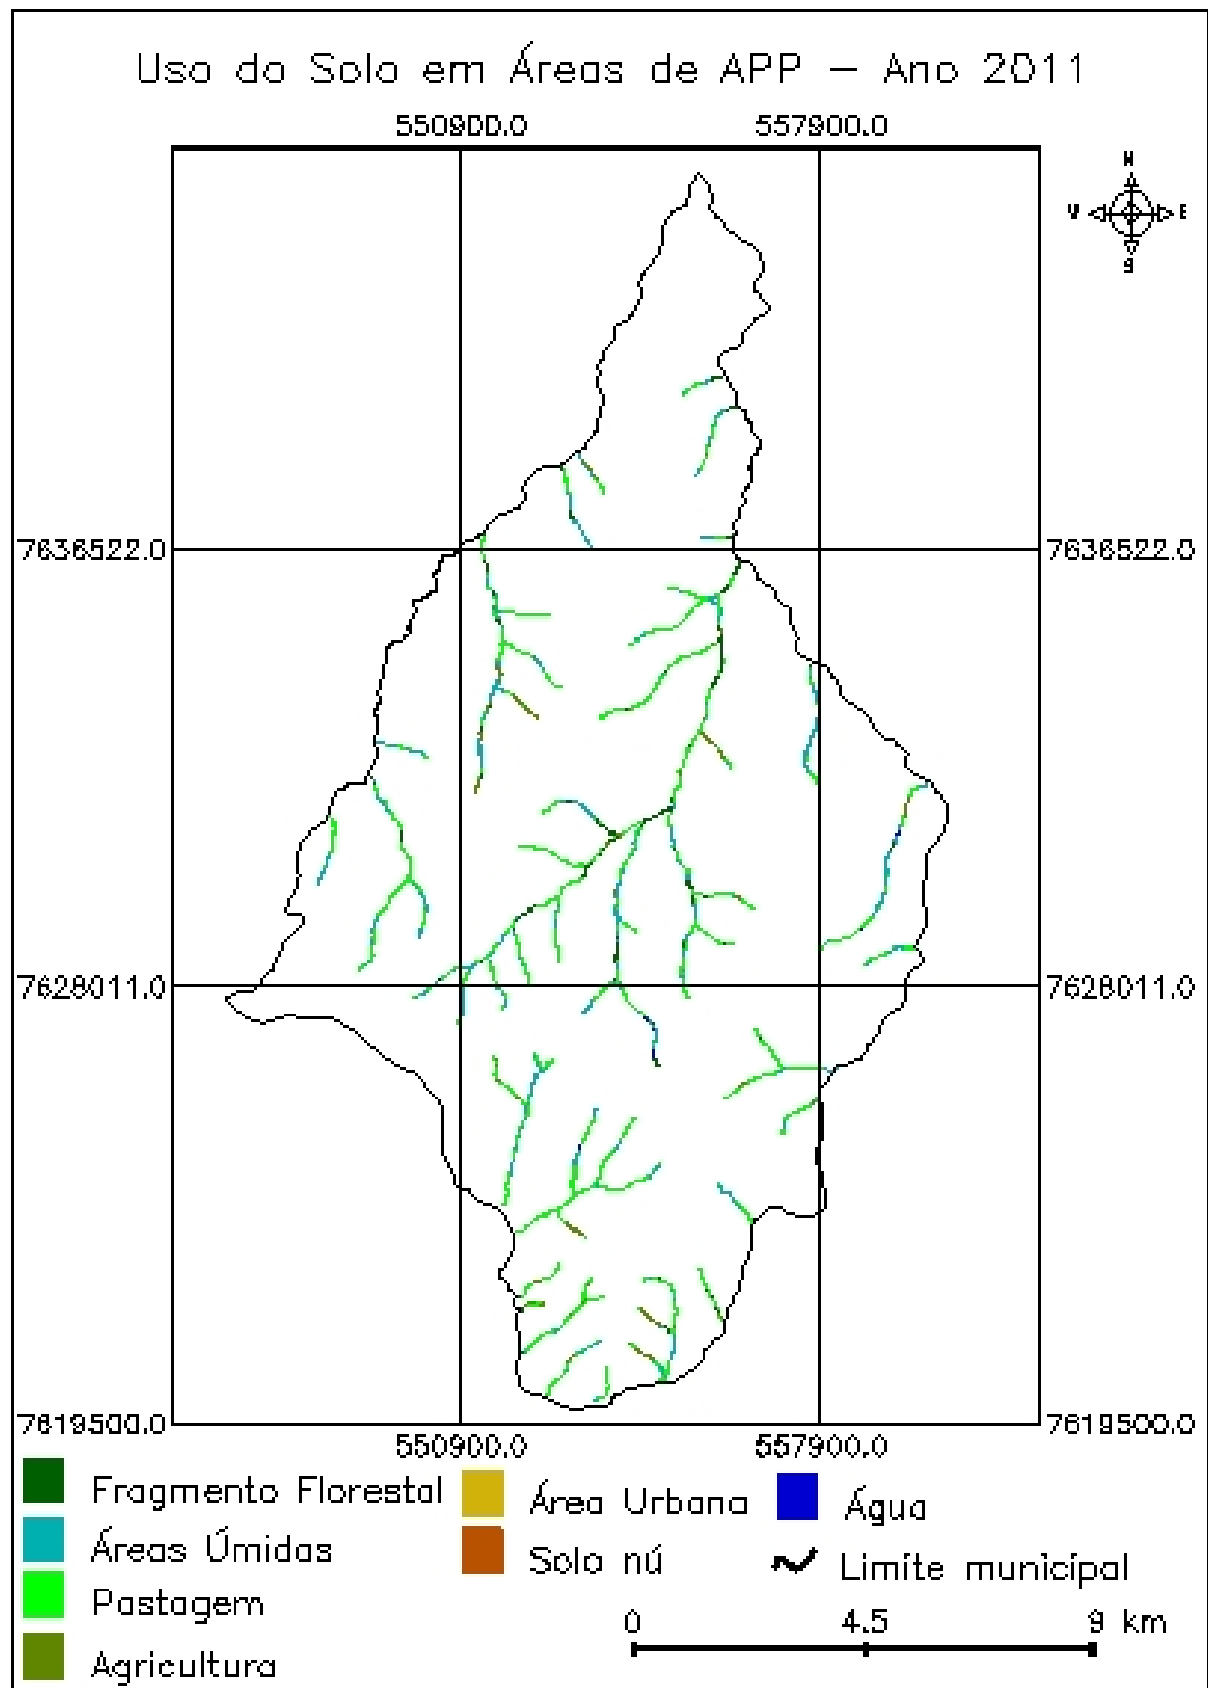 Uso do Solo em Áreas de APP – Ano 2011
550900.0 557900.0
N
W E
S
7636522.0 7636522.0
7628011.0 7628011.0
7619500.0 7619500.0
550900.0 557900.0
Fragmento Florestal
Áreas Úmidas
Pastagem
Agricultura
Área Urbana
Solo nú
Água
Limite municipal
0 4.5 9 km